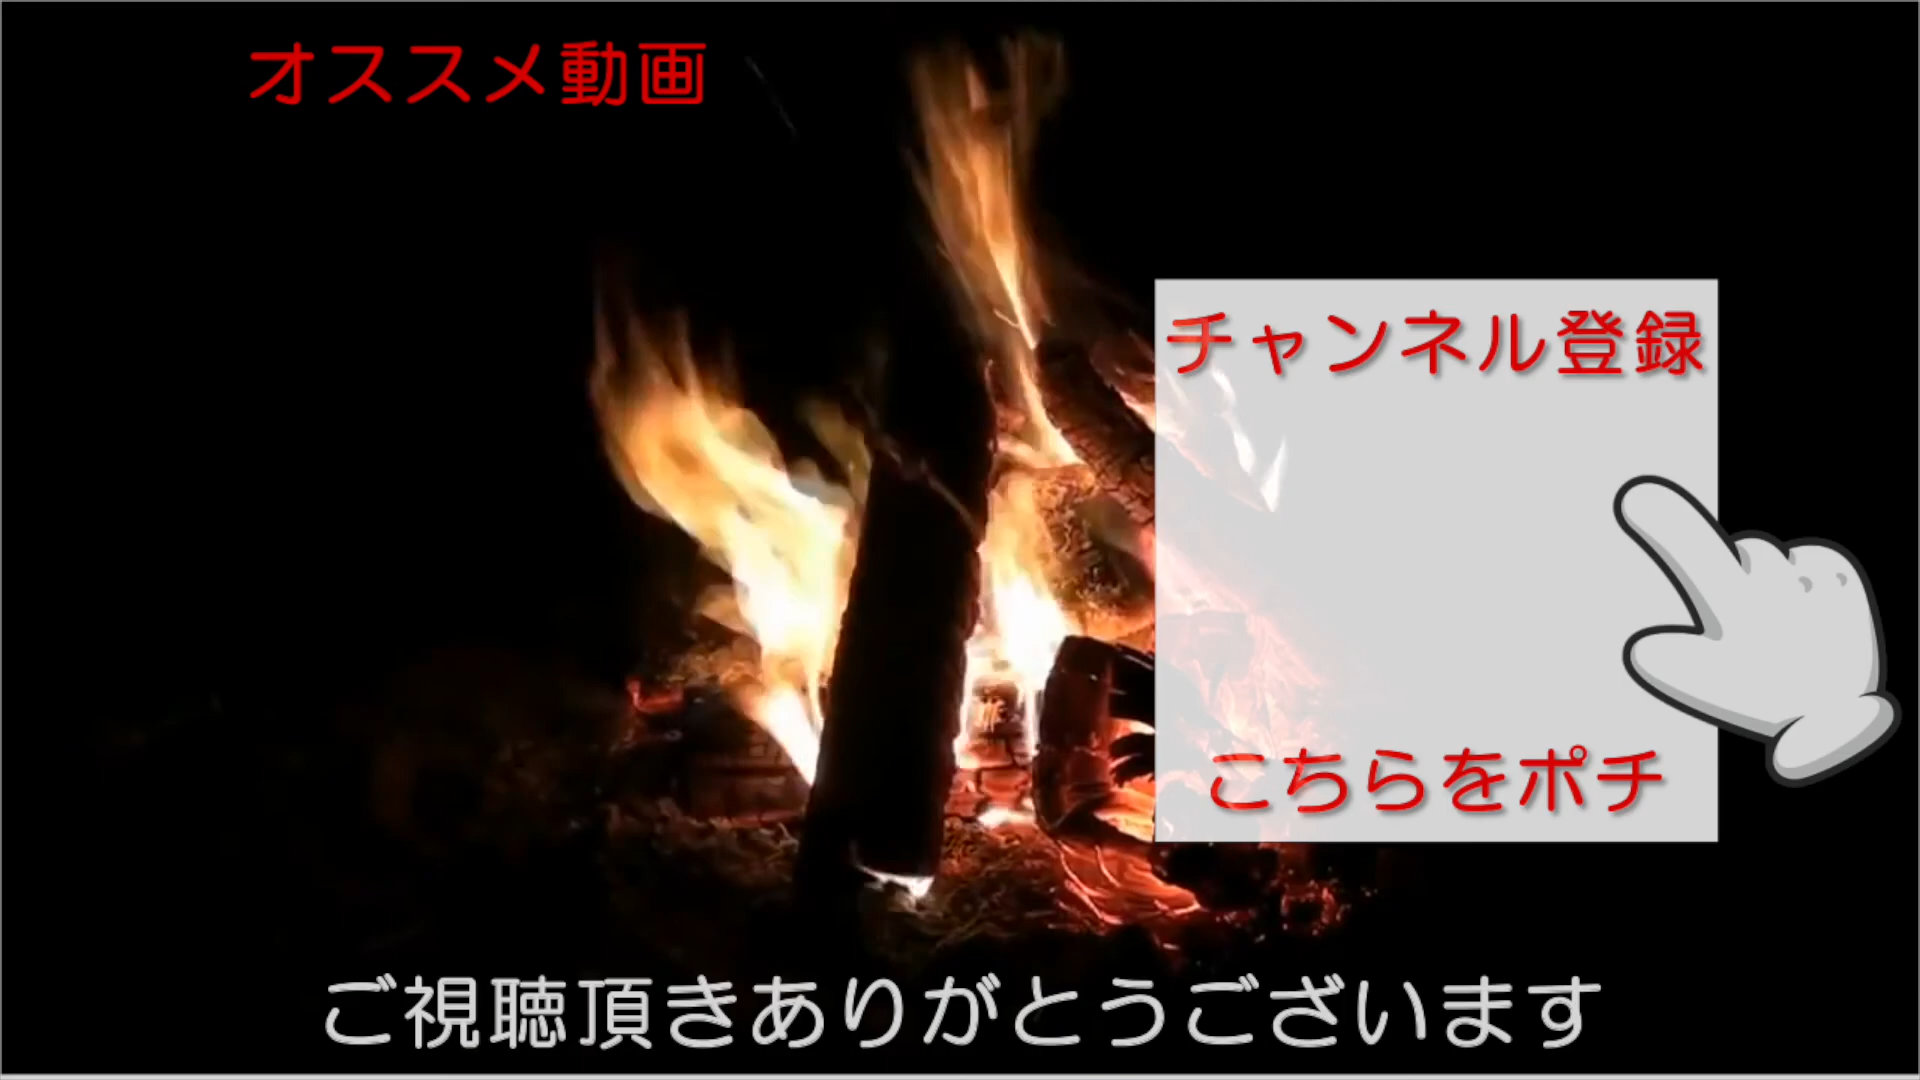 オススメ動画
チャンネル登録
こちらをポチ
ご視聴頂きありがとうございます